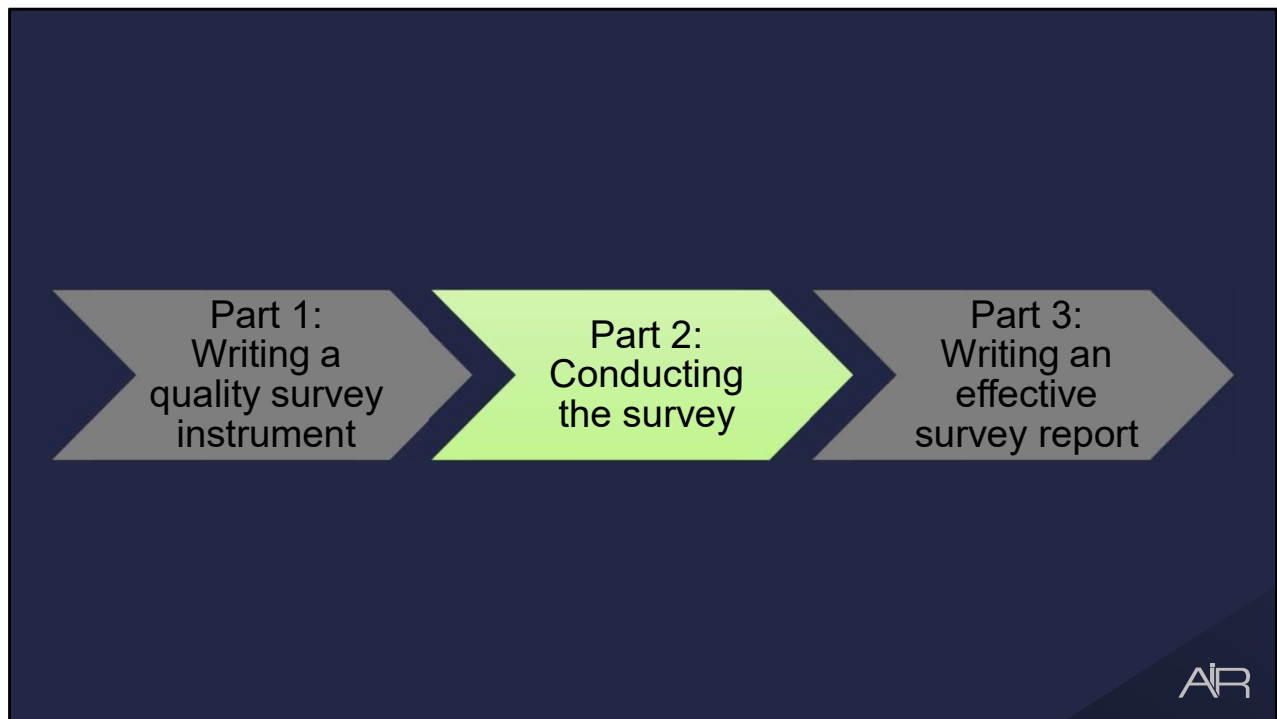 Part 1:
Writing a
quality survey
instrument
Part 2:
Conducting
the survey
Part 3:
Writing an
effective
survey report
AIR